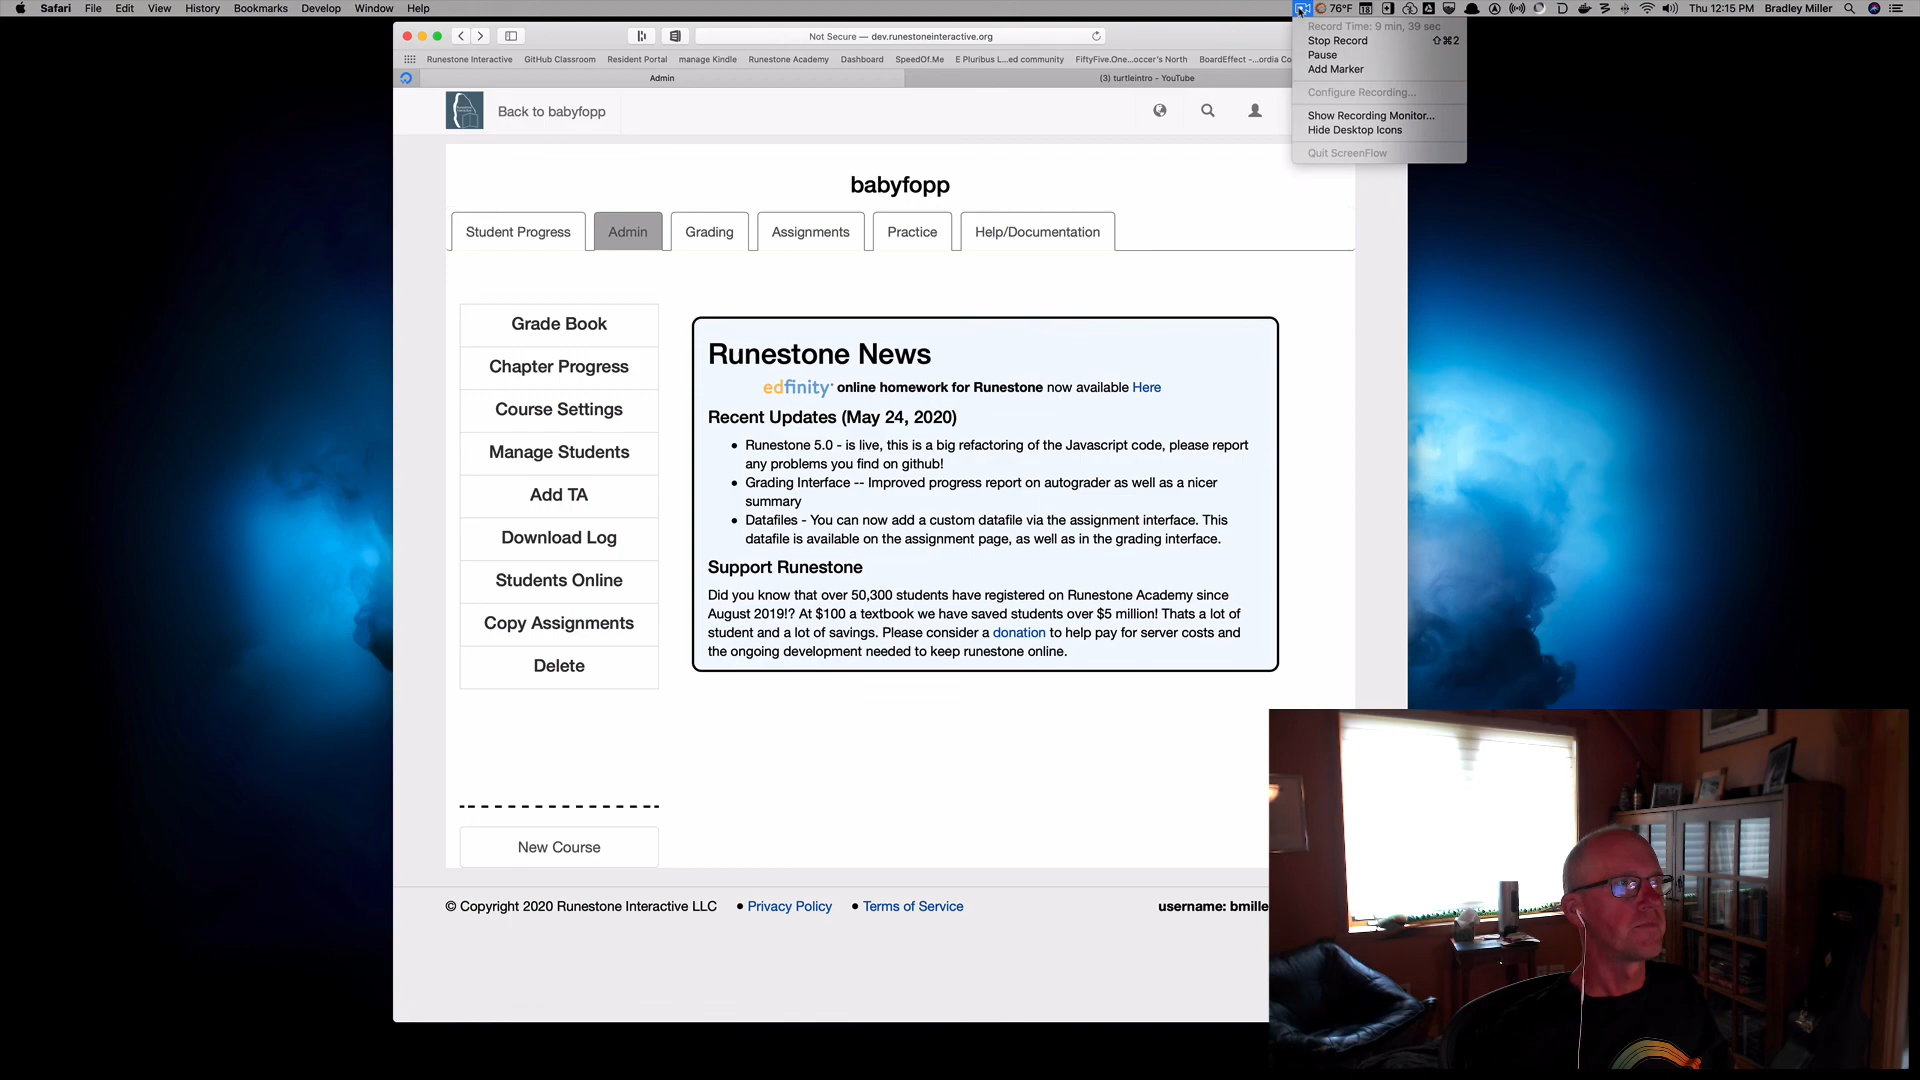 Safari File Edit View History Bookmarks Develop Window Help
76°F 18 Thu 12:15 PM Bradley Miller
Record Time: 9 min, 39 sec
Stop Record ⇧⌘2
Pause
Add Marker
Configure Recording...
Show Recording Monitor...
Hide Desktop Icons
Quit ScreenFlow
Not Secure — dev.runestoneinteractive.org
Runestone Interactive GitHub Classroom Resident Portal manage Kindle Runestone Academy Dashboard SpeedOf.Me E Pluribus L...ed community FiftyFive.One...occer's North BoardEffect -...ordia Co
Admin (3) turtleintro - YouTube
Back to babyfopp
babyfopp
Student Progress Admin Grading Assignments Practice Help/Documentation
Grade Book
Chapter Progress
Course Settings
Manage Students
Add TA
Download Log
Students Online
Copy Assignments
Delete
New Course
Runestone News
edfinity online homework for Runestone now available Here
Recent Updates (May 24, 2020)
• Runestone 5.0 - is live, this is a big refactoring of the Javascript code, please report
any problems you find on github!
• Grading Interface -- Improved progress report on autograder as well as a nicer
summary
• Datafiles - You can now add a custom datafile via the assignment interface. This
datafile is available on the assignment page, as well as in the grading interface.
Support Runestone
Did you know that over 50,300 students have registered on Runestone Academy since
August 2019!? At $100 a textbook we have saved students over $5 million! Thats a lot of
student and a lot of savings. Please consider a donation to help pay for server costs and
the ongoing development needed to keep runestone online.
© Copyright 2020 Runestone Interactive LLC • Privacy Policy • Terms of Service username: bmille